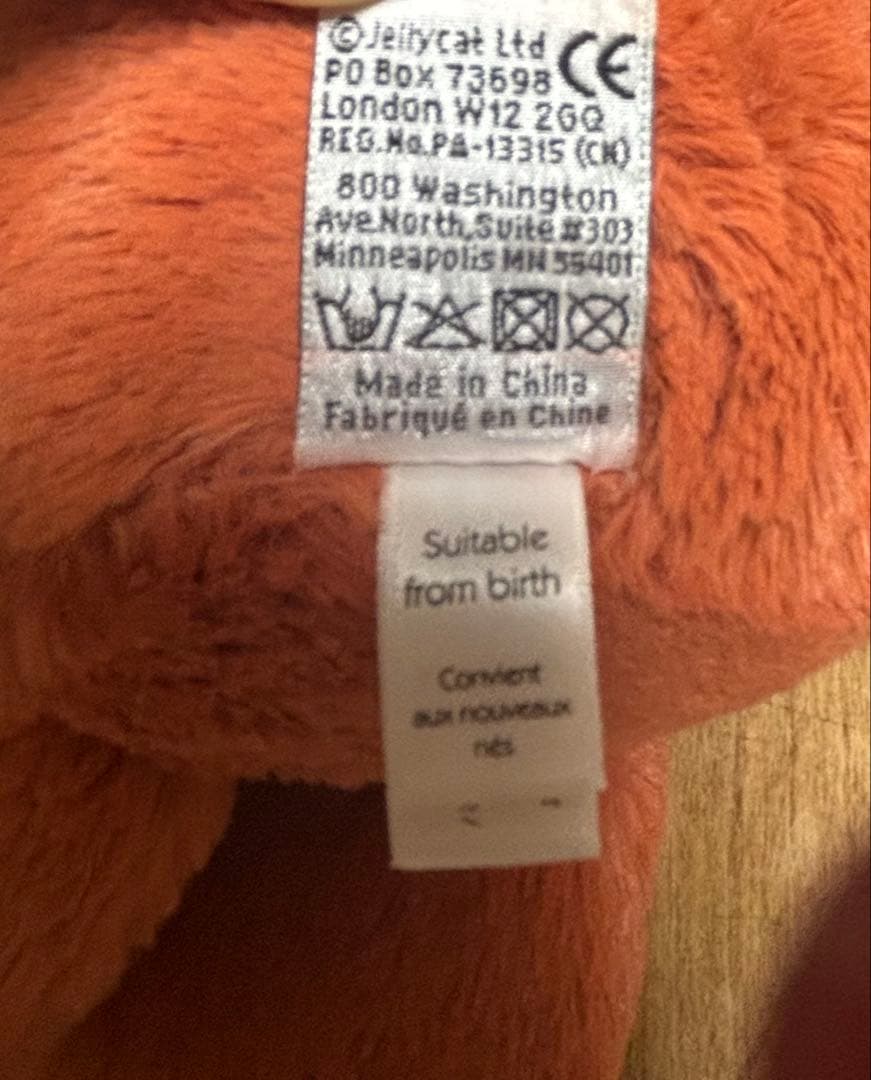 ©Jellycat Ltd CE
PO Box 73698
London W12 2GQ
REG.No.PA-13315 (CN)
800 Washington
Ave.North,Suite #303
Minneapolis MN 55401
Made in China
Fabriqué en Chine
Suitable
from birth
Convient
aux nouveaux
nés